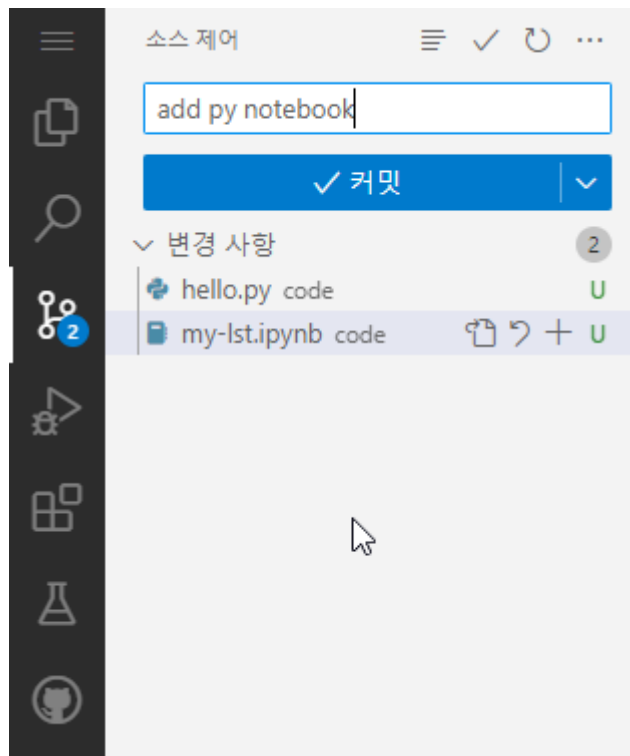 소스 제어
add py notebook
커밋
변경 사항 2
hello.py code U
2
my-lst.ipynb code U